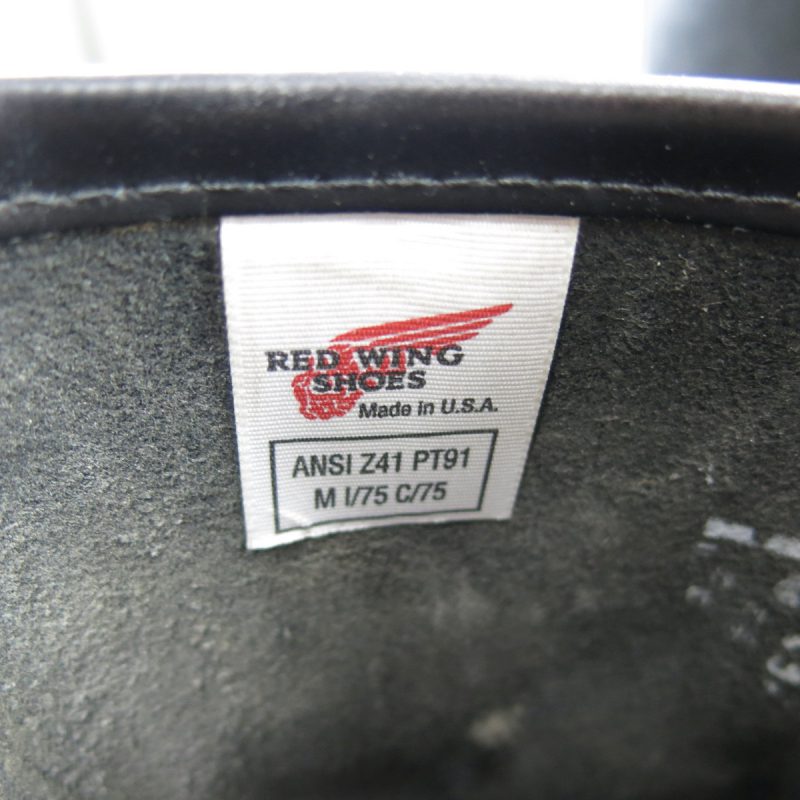 RED WING
SHOES
Made in U.S.A.
ANSI Z41 PT91
M I/75 C/75